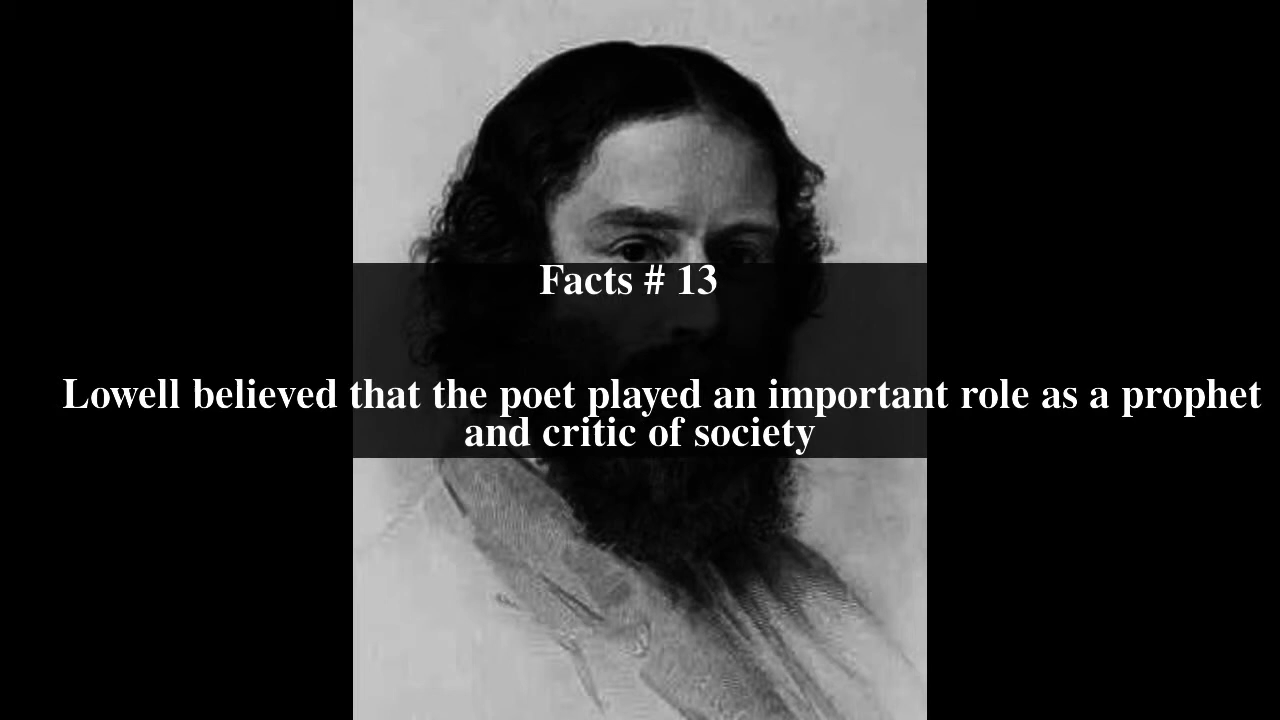 Facts # 13
Lowell believed that the poet played an important role as a prophet
and critic of society